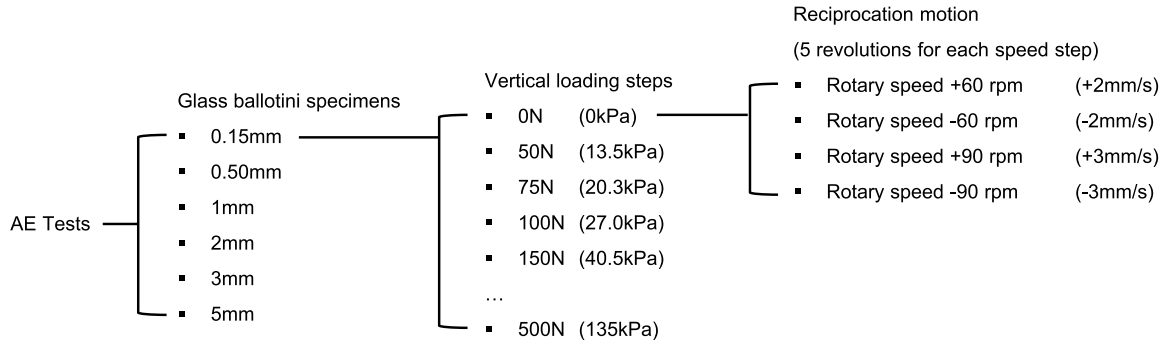 Reciprocation motion
(5 revolutions for each speed step)
▪ Rotary speed +60 rpm (+2mm/s)
▪ Rotary speed -60 rpm (-2mm/s)
▪ Rotary speed +90 rpm (+3mm/s)
▪ Rotary speed -90 rpm (-3mm/s)
Vertical loading steps
▪ 0N (0kPa)
▪ 50N (13.5kPa)
▪ 75N (20.3kPa)
▪ 100N (27.0kPa)
▪ 150N (40.5kPa)
...
▪ 500N (135kPa)
Glass ballotini specimens
▪ 0.15mm
▪ 0.50mm
▪ 1mm
▪ 2mm
▪ 3mm
▪ 5mm
AE Tests